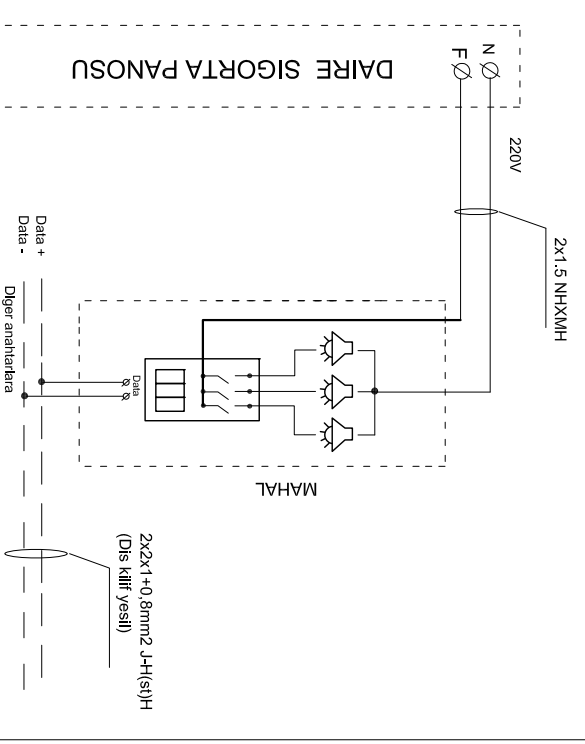 DAIRE SIGORTA PANOSU
N
F
220V
2x1.5 NHXMH
Data +
Data -
Diger anahtarlara
Data
MAHAL
2x2x1+0,8mm2 J-H(st)H
(Dis kilif yesil)